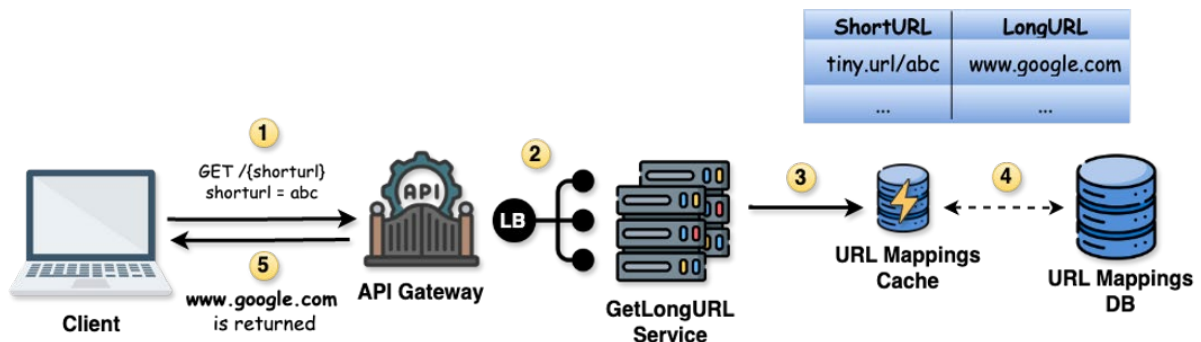 ShortURL LongURL
tiny.url/abc www.google.com
... ...
1
GET /{shorturl}
shorturl = abc
5
www.google.com
is returned
Client
API
API Gateway
2
LB
GetLongURL
Service
3
URL Mappings
Cache
4
URL Mappings
DB